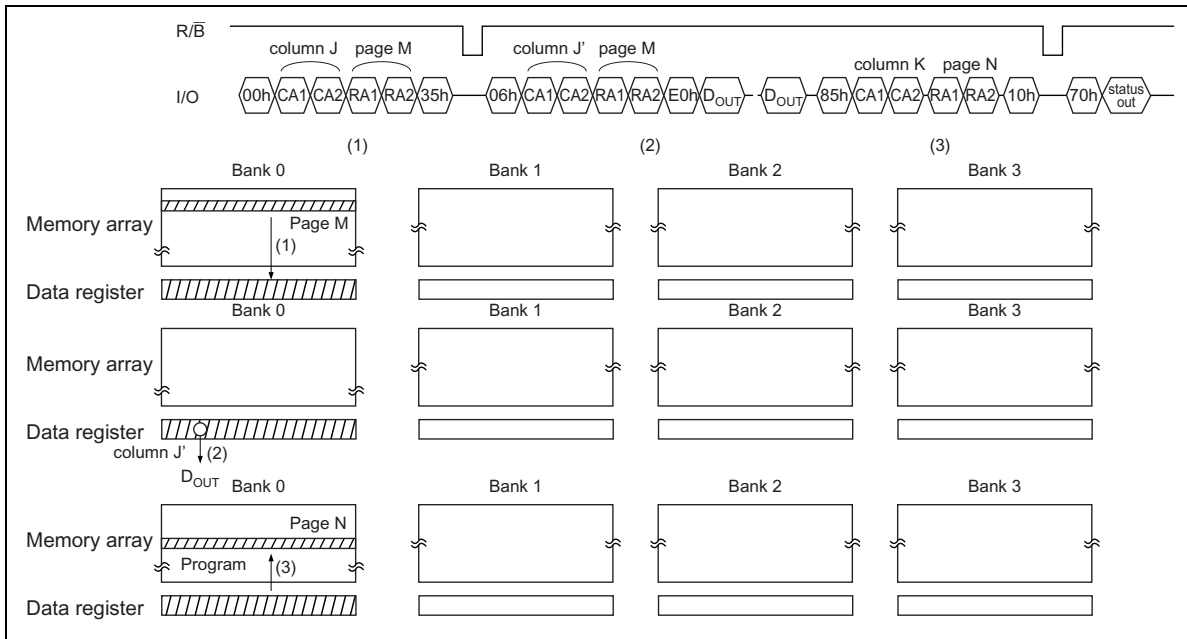 R/B̅
column J page M column J’ page M column K page N
I/O 00h CA1 CA2 RA1 RA2 35h 06h CA1 CA2 RA1 RA2 E0h DOUT DOUT 85h CA1 CA2 RA1 RA2 10h 70h status out
(1) (2) (3)
Bank 0 Bank 1 Bank 2 Bank 3
Memory array Page M
(1)
Data register
Bank 0 Bank 1 Bank 2 Bank 3
Memory array
Data register
column J’ (2)
DOUT
Bank 0 Bank 1 Bank 2 Bank 3
Page N
Memory array
Program (3)
Data register